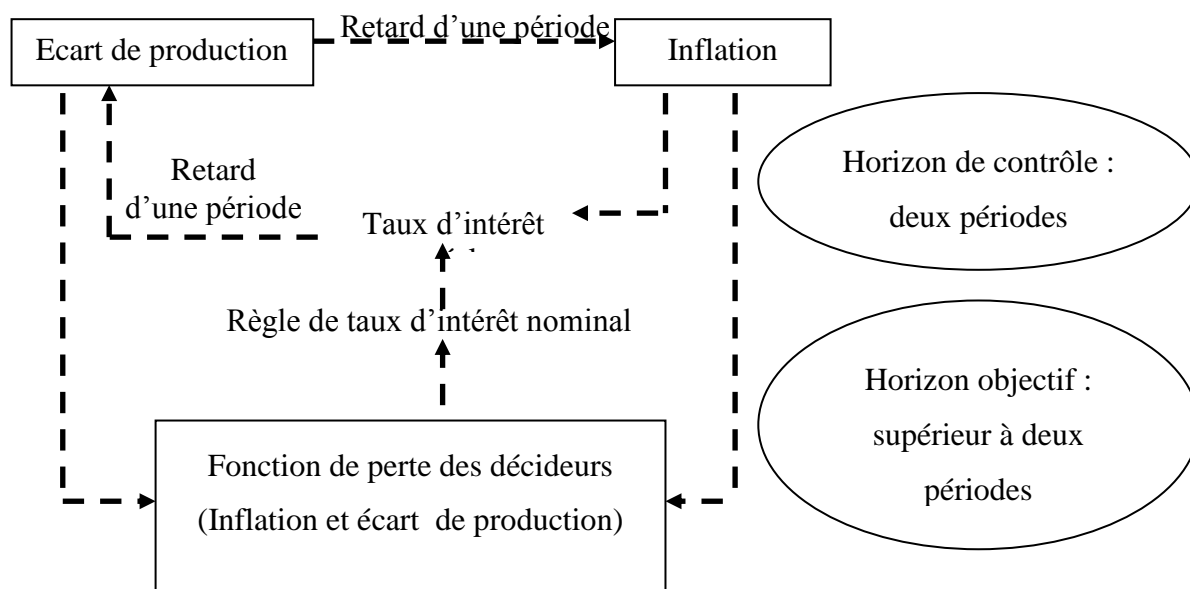 Retard d’une période
Ecart de production
Inflation
Horizon de contrôle :
deux périodes
Retard
d’une période
Taux d’intérêt
Règle de taux d’intérêt nominal
Horizon objectif :
supérieur à deux
périodes
Fonction de perte des décideurs
(Inflation et écart de production)